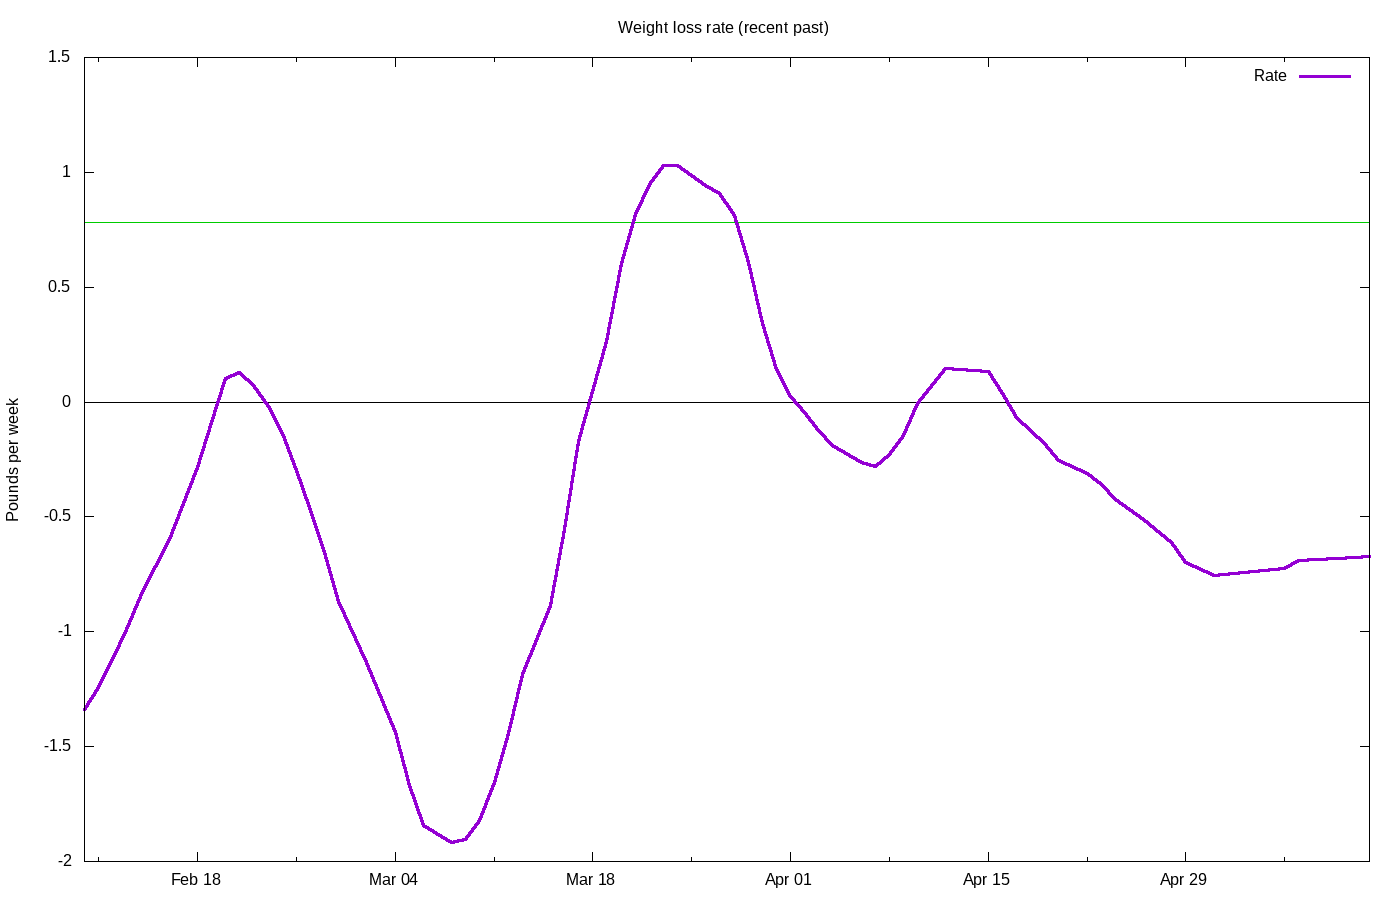 Weight loss rate (recent past)
Rate
Pounds per week
1.5
1
0.5
0
-0.5
-1
-1.5
-2
Feb 18
Mar 04
Mar 18
Apr 01
Apr 15
Apr 29